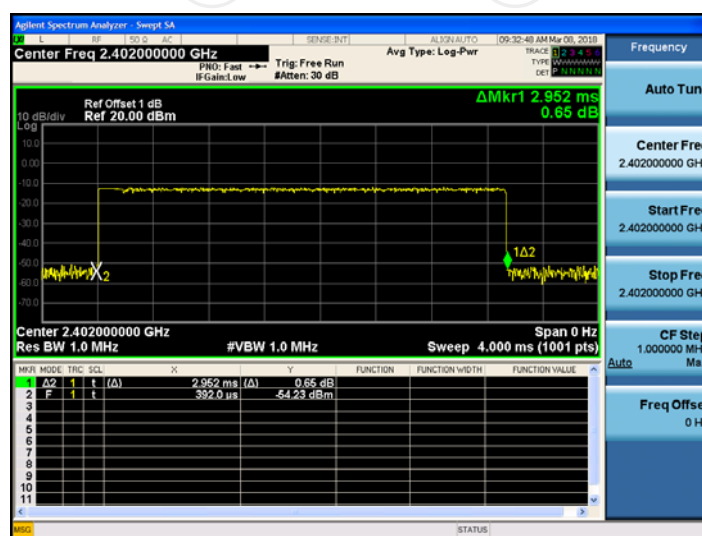 Agilent Spectrum Analyzer - Swept SA
L RF 50 Ω AC SENSE:INT ALIGN AUTO 09:32:48 AM Mar 08, 2018
Center Freq 2.402000000 GHz
PNO: Fast
IFGain:Low
Trig: Free Run
#Atten: 30 dB
Avg Type: Log-Pwr
TRACE 1 2 3 4 5 6
TYPE WWWWWW
DET P N N N N N
Frequency
ΔMkr1 2.952 ms
0.65 dB
Ref Offset 1 dB
10 dB/div Ref 20.00 dBm
Log
10.0
0.00
-10.0
-20.0
-30.0
-40.0
-50.0
-60.0
-70.0
1Δ2
2
Center 2.402000000 GHz Span 0 Hz
Res BW 1.0 MHz #VBW 1.0 MHz Sweep 4.000 ms (1001 pts)
MKR MODE TRC SCL X Y FUNCTION FUNCTION WIDTH FUNCTION VALUE
1 Δ2 1 t (Δ) 2.952 ms (Δ) 0.65 dB
2 F 1 t 392.0 µs -54.23 dBm
3
4
5
6
7
8
9
10
11
MSG STATUS
Auto Tun
Center Fre
2.402000000 GH
Start Fre
2.402000000 GH
Stop Fre
2.402000000 GH
CF Step
1.000000 MH
Auto Ma
Freq Offse
0 H